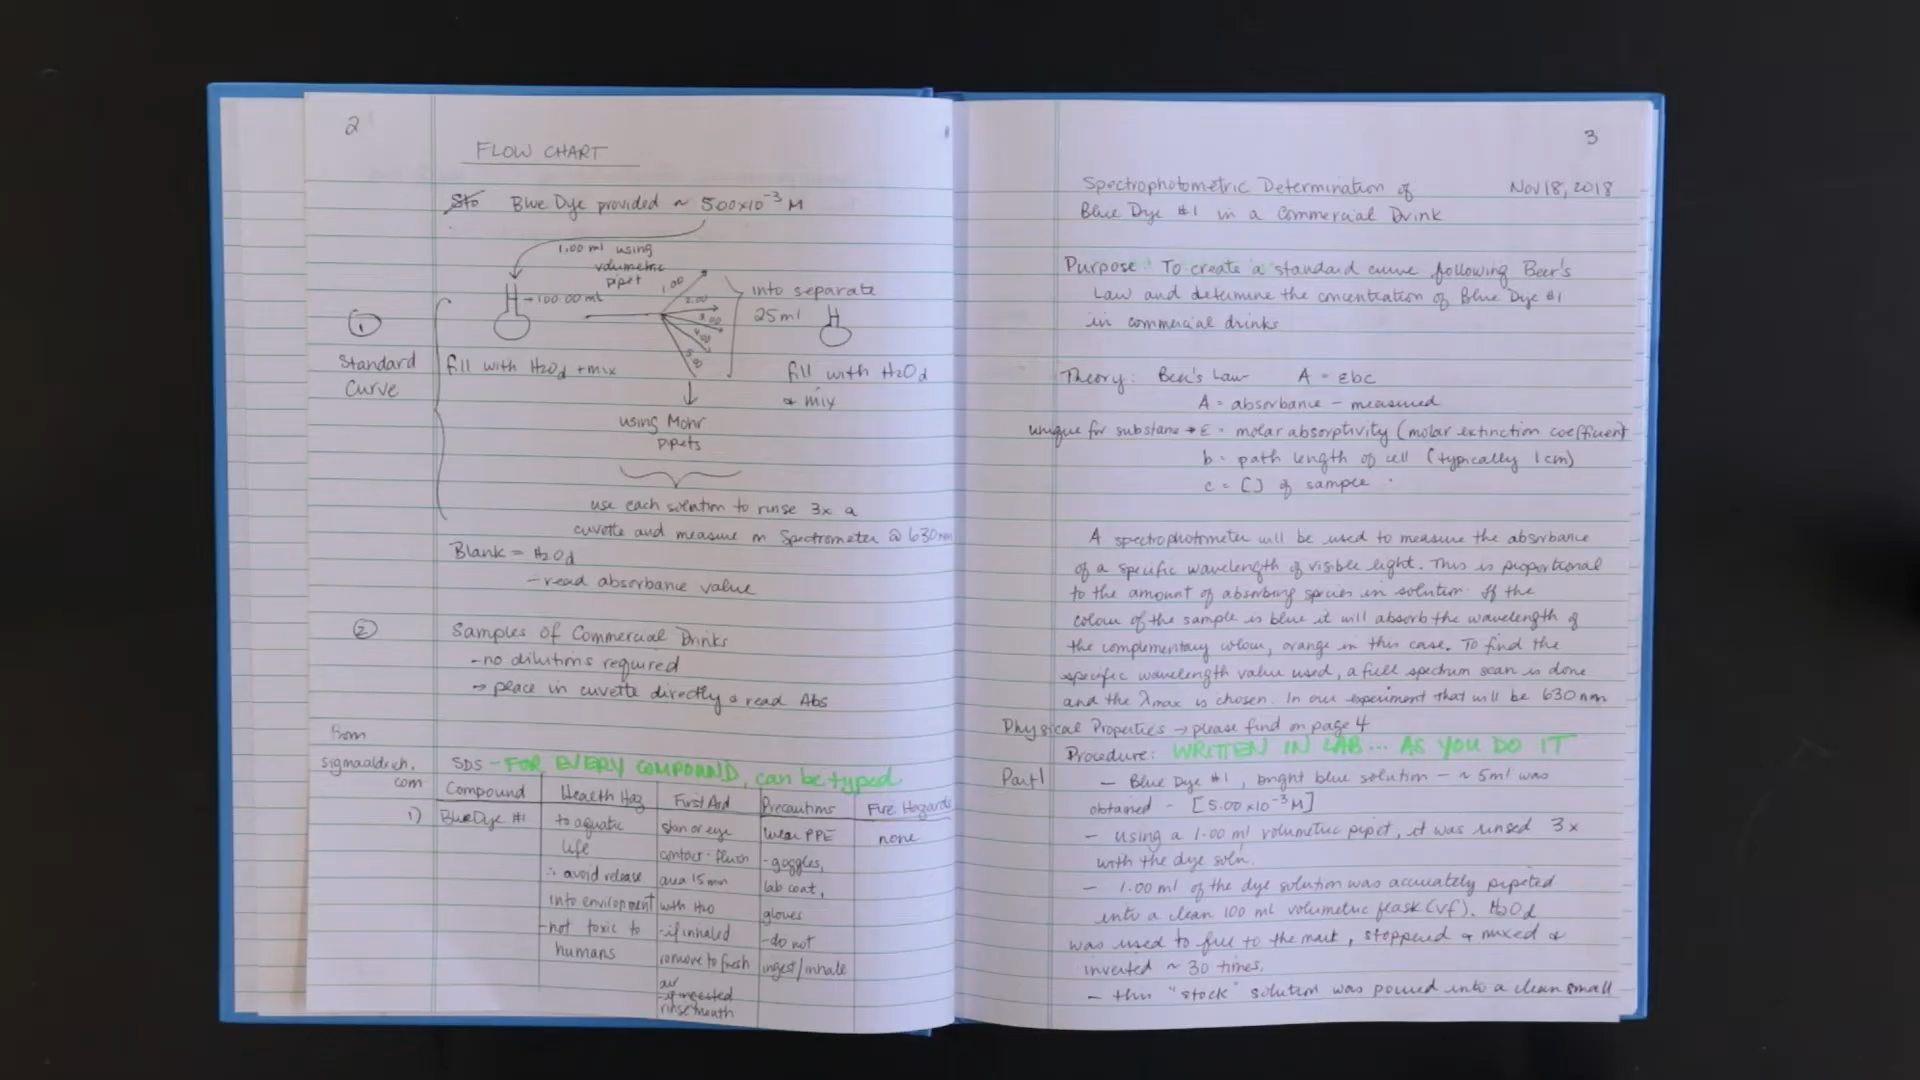 2
FLOW CHART
Sto Blue Dye provided ~ 500x10⁻³ M
1.00 ml using
volumetric
pipet
100.00 ml
1.00
2.00
3.00
4.00
5.00
into separate
25ml
1
Standard
Curve
fill with H2Od + mix
fill with H2Od
& mix
using Mohr
pipets
use each solution to rinse 3x a
cuvette and measure in Spectrometer @ 630nm
Blank = H2Od
- read absorbance value
2
Samples of Commercial Drinks
- no dilutions required
→ place in cuvette directly & read Abs
From
sigmaaldrich.
com
SDS - FOR EVERY COMPOUND, can be typed
Compound Health Haz First Aid Precautions Fire Hazards
1) Blue Dye #1 to aquatic skin or eye wear PPE none
life contact - flush - goggles,
∴ avoid release area 15 min lab coat,
into environment with H2O gloves
- not toxic to - if inhaled - do not
humans remove to fresh ingest/inhale
air
- if ingested
rinse mouth
3
Spectrophotometric Determination of Nov 18, 2018
Blue Dye #1 in a Commercial Drink
Purpose: To create a standard curve following Beer's
Law and determine the concentration of Blue Dye #1
in commercial drinks
Theory: Beer's Law A = εbc
A = absorbance - measured
unique for substance → ε = molar absorptivity (molar extinction coefficient
b = path length of cell (typically 1cm)
c = [] of sample
A spectrophotometer will be used to measure the absorbance
of a specific wavelength of visible light. This is proportional
to the amount of absorbing species in solution. If the
colour of the sample is blue it will absorb the wavelength of
the complementary colour, orange in this case. To find the
specific wavelength value used, a full spectrum scan is done
and the λmax is chosen. In our experiment that will be 630nm
Physical Properties → please find on page 4
Procedure: WRITTEN IN LAB... AS YOU DO IT
Part 1 - Blue Dye #1, bright blue solution - ~ 5ml was
obtained - [5.00 x10⁻³M]
- using a 1.00 ml volumetric pipet, it was rinsed 3x
with the dye soln.
- 1.00 ml of the dye solution was accurately pipeted
into a clean 100 ml volumetric flask (vf). H2Od
was used to fill to the mark, stoppered & mixed &
inverted ~ 30 times.
- this "stock" solution was poured into a clean small